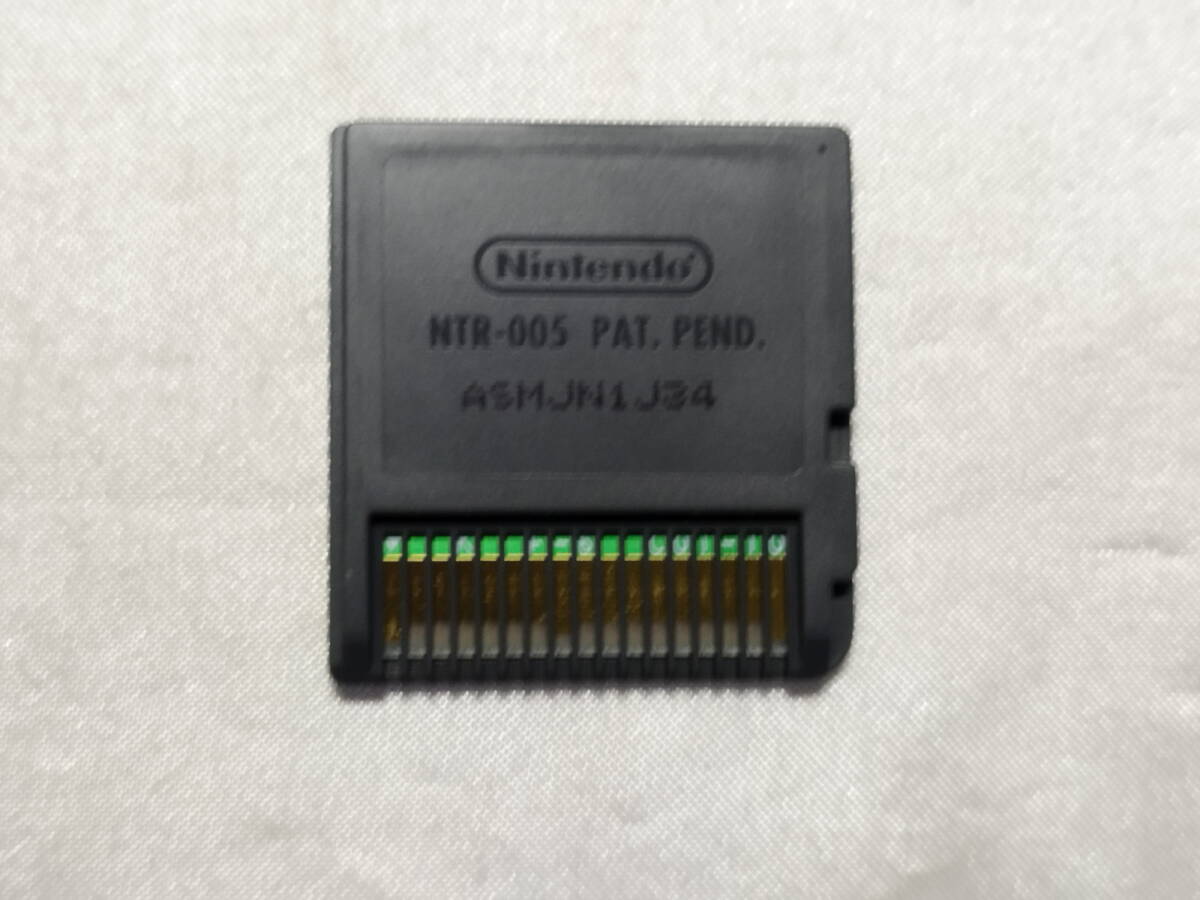 Nintendo
NTR-005 PAT. PEND.
ASMJN1J34